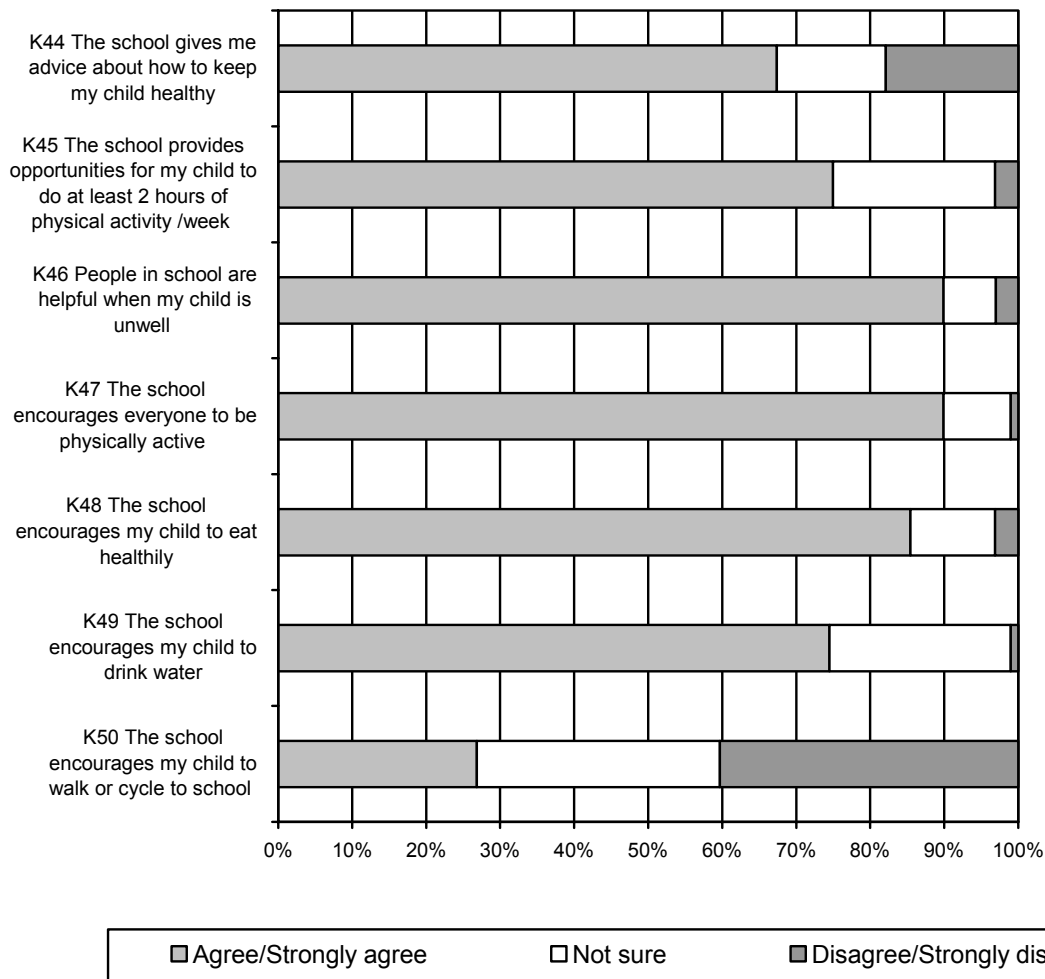 K44 The school gives me
advice about how to keep
my child healthy
K45 The school provides
opportunities for my child to
do at least 2 hours of
physical activity /week
K46 People in school are
helpful when my child is
unwell
K47 The school
encourages everyone to be
physically active
K48 The school
encourages my child to eat
healthily
K49 The school
encourages my child to
drink water
K50 The school
encourages my child to
walk or cycle to school
0% 10% 20% 30% 40% 50% 60% 70% 80% 90% 100%
Agree/Strongly agree Not sure Disagree/Strongly dis